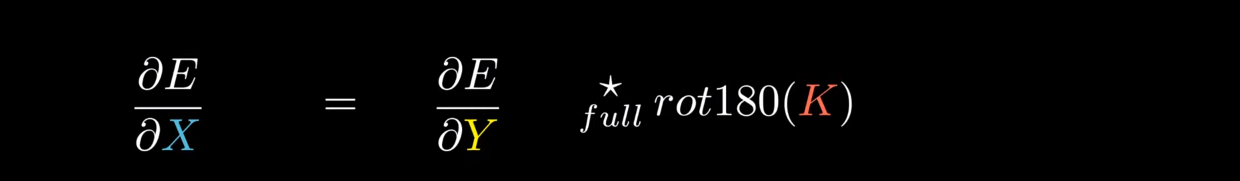 ∂E/∂X = ∂E/∂Y ⋆ full rot180(K)